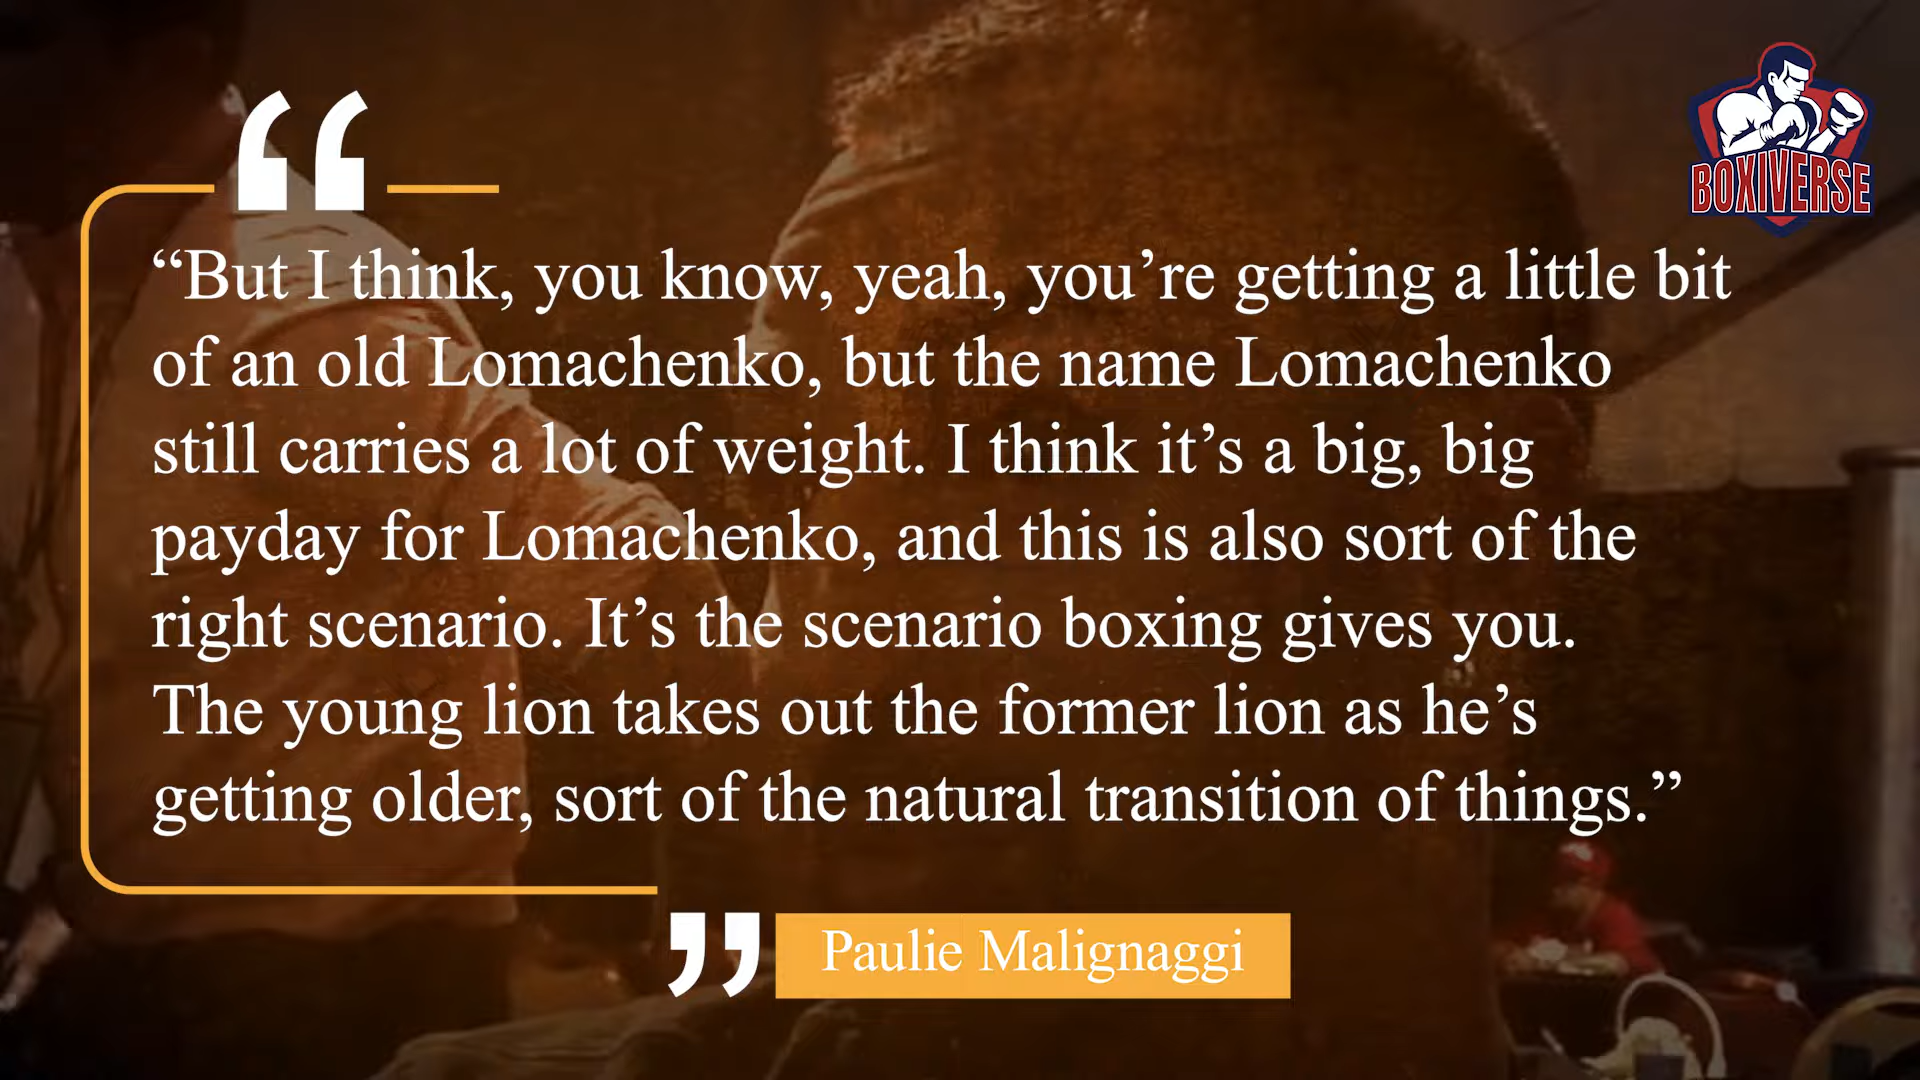 BOXIVERSE
“But I think, you know, yeah, you’re getting a little bit
of an old Lomachenko, but the name Lomachenko
still carries a lot of weight. I think it’s a big, big
payday for Lomachenko, and this is also sort of the
right scenario. It’s the scenario boxing gives you.
The young lion takes out the former lion as he’s
getting older, sort of the natural transition of things.”
Paulie Malignaggi